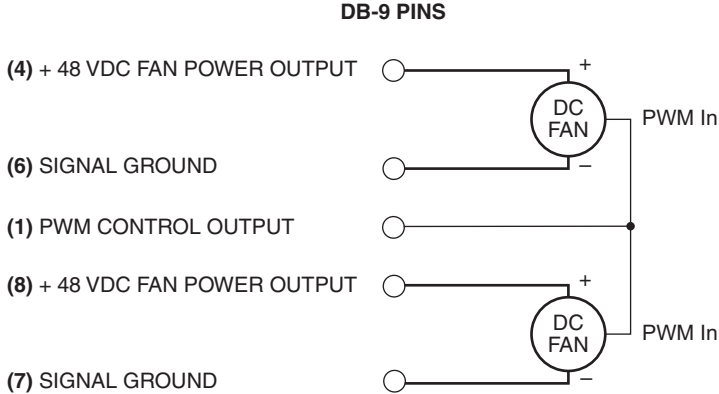 DB-9 PINS
(4) + 48 VDC FAN POWER OUTPUT
+
DC
FAN
PWM In
(6) SIGNAL GROUND
–
(1) PWM CONTROL OUTPUT
(8) + 48 VDC FAN POWER OUTPUT
+
DC
FAN
PWM In
(7) SIGNAL GROUND
–